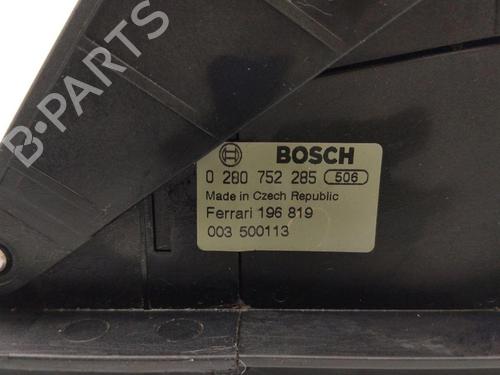 B-PARTS
BOSCH
0 280 752 285 506
Made in Czech Republic
Ferrari 196 819
003 500113